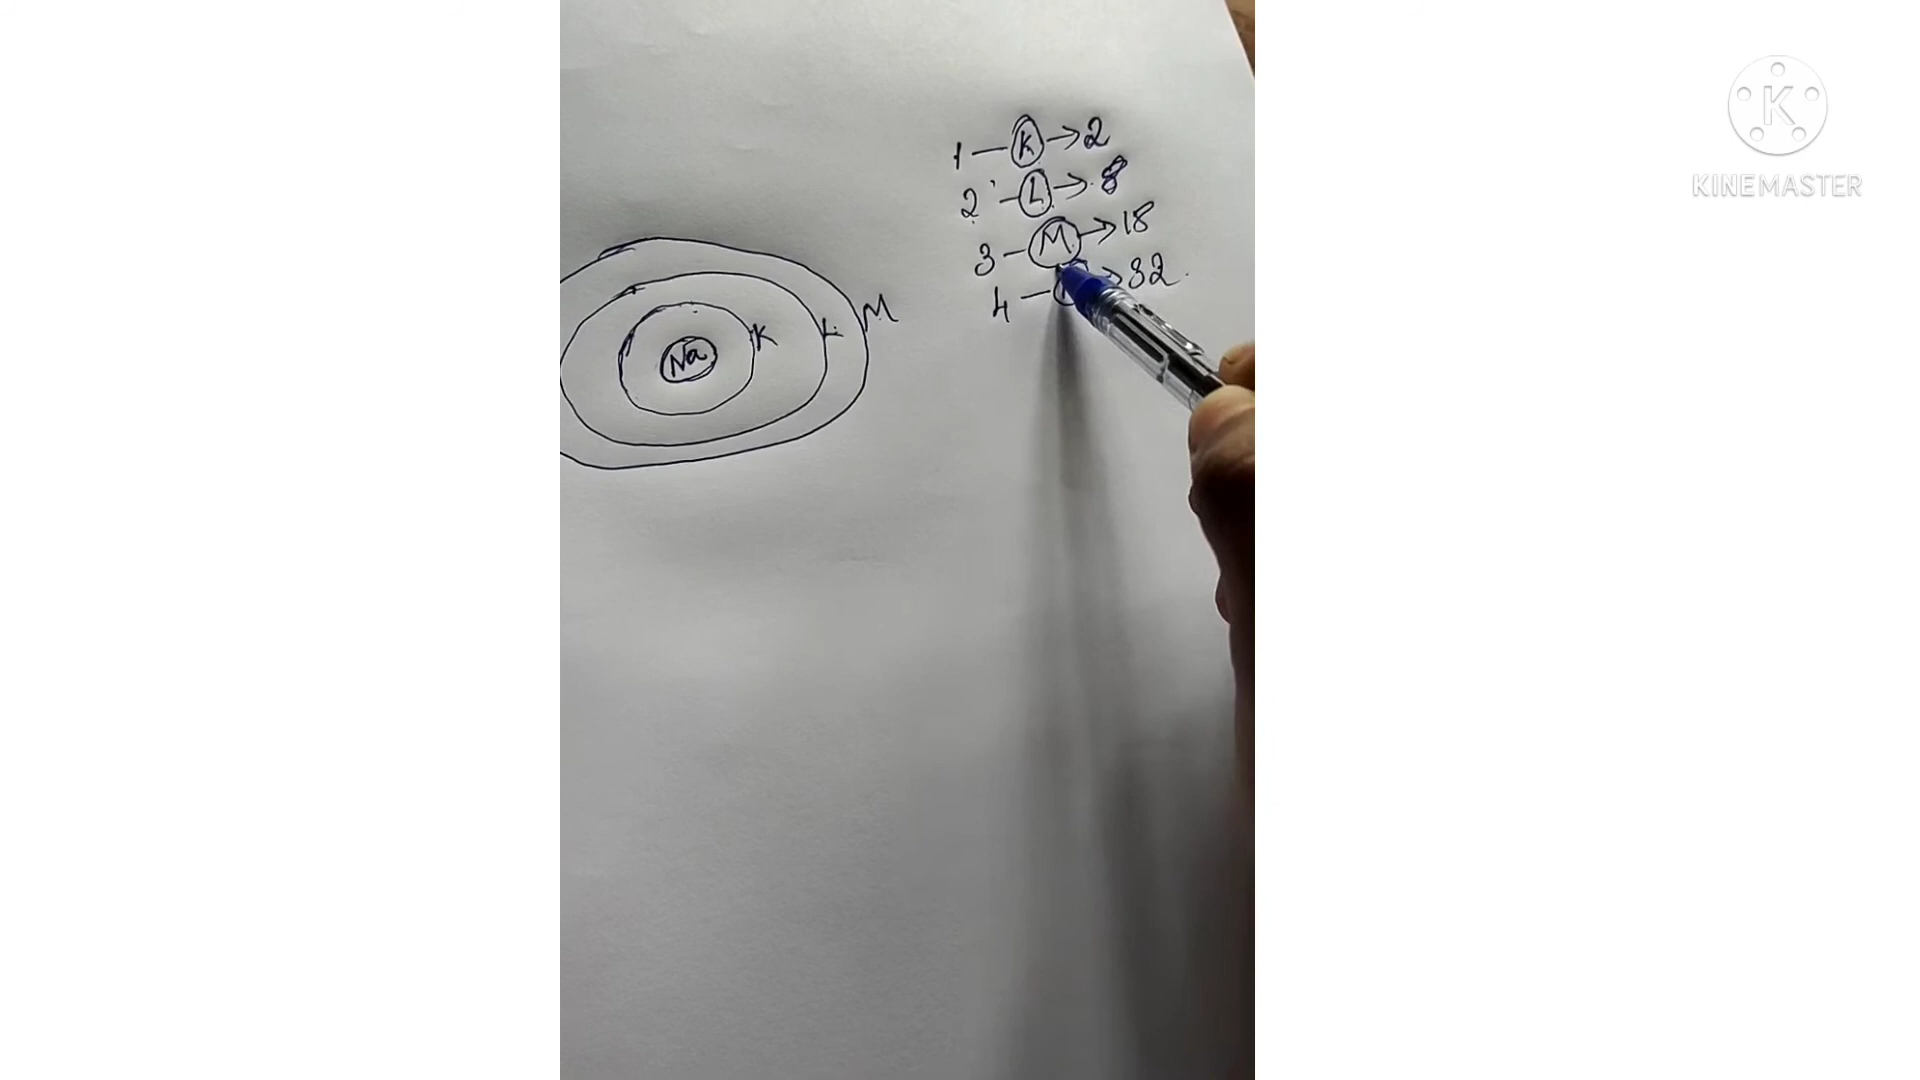 1 — K → 2
2 — L → 8
3 — M → 18
4 — → 32
Na K L M
KINEMASTER